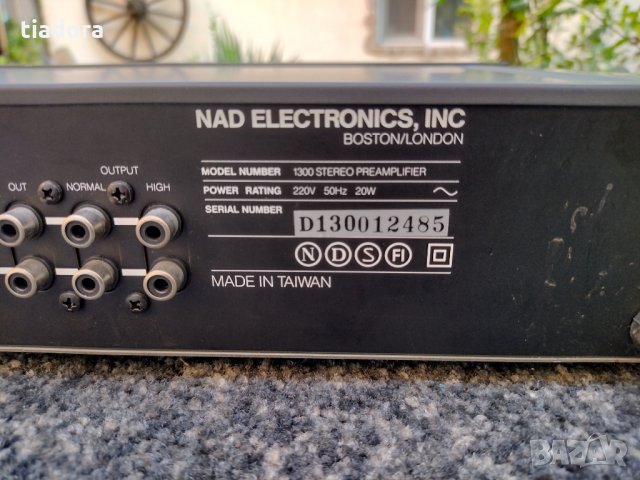 tiadora
NAD ELECTRONICS, INC
BOSTON/LONDON
MODEL NUMBER 1300 STEREO PREAMPLIFIER
POWER RATING 220V 50Hz 20W ~
SERIAL NUMBER D130012485
N D S FI
MADE IN TAIWAN
OUTPUT
OUT NORMAL HIGH
BAZAR